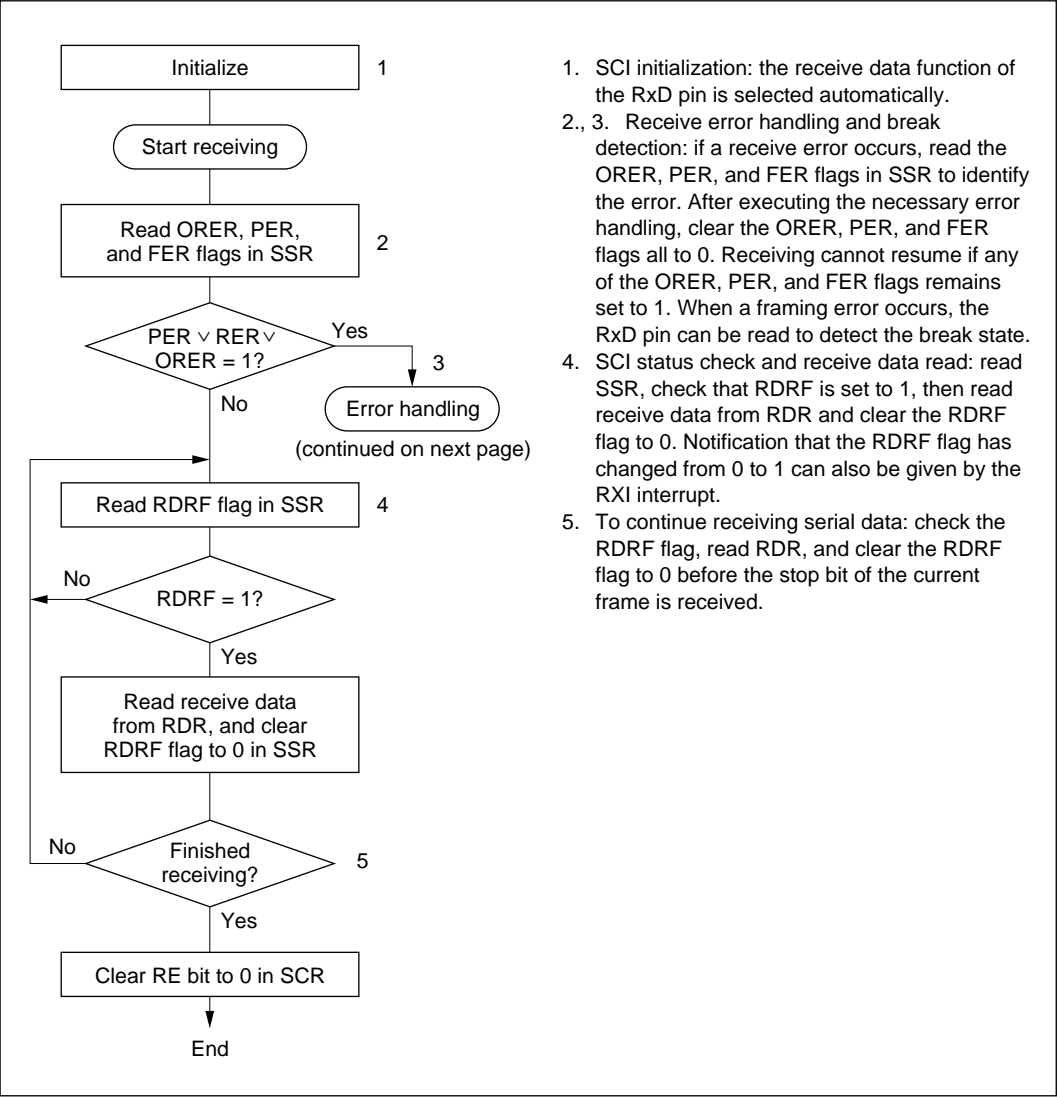 Initialize
1
Start receiving
Read ORER, PER,
and FER flags in SSR
2
PER ∨ RER ∨
ORER = 1?
Yes
3
No
Error handling
(continued on next page)
Read RDRF flag in SSR
4
No
RDRF = 1?
Yes
Read receive data
from RDR, and clear
RDRF flag to 0 in SSR
No
Finished
receiving?
5
Yes
Clear RE bit to 0 in SCR
End
1. SCI initialization: the receive data function of
the RxD pin is selected automatically.
2., 3. Receive error handling and break
detection: if a receive error occurs, read the
ORER, PER, and FER flags in SSR to identify
the error. After executing the necessary error
handling, clear the ORER, PER, and FER
flags all to 0. Receiving cannot resume if any
of the ORER, PER, and FER flags remains
set to 1. When a framing error occurs, the
RxD pin can be read to detect the break state.
4. SCI status check and receive data read: read
SSR, check that RDRF is set to 1, then read
receive data from RDR and clear the RDRF
flag to 0. Notification that the RDRF flag has
changed from 0 to 1 can also be given by the
RXI interrupt.
5. To continue receiving serial data: check the
RDRF flag, read RDR, and clear the RDRF
flag to 0 before the stop bit of the current
frame is received.